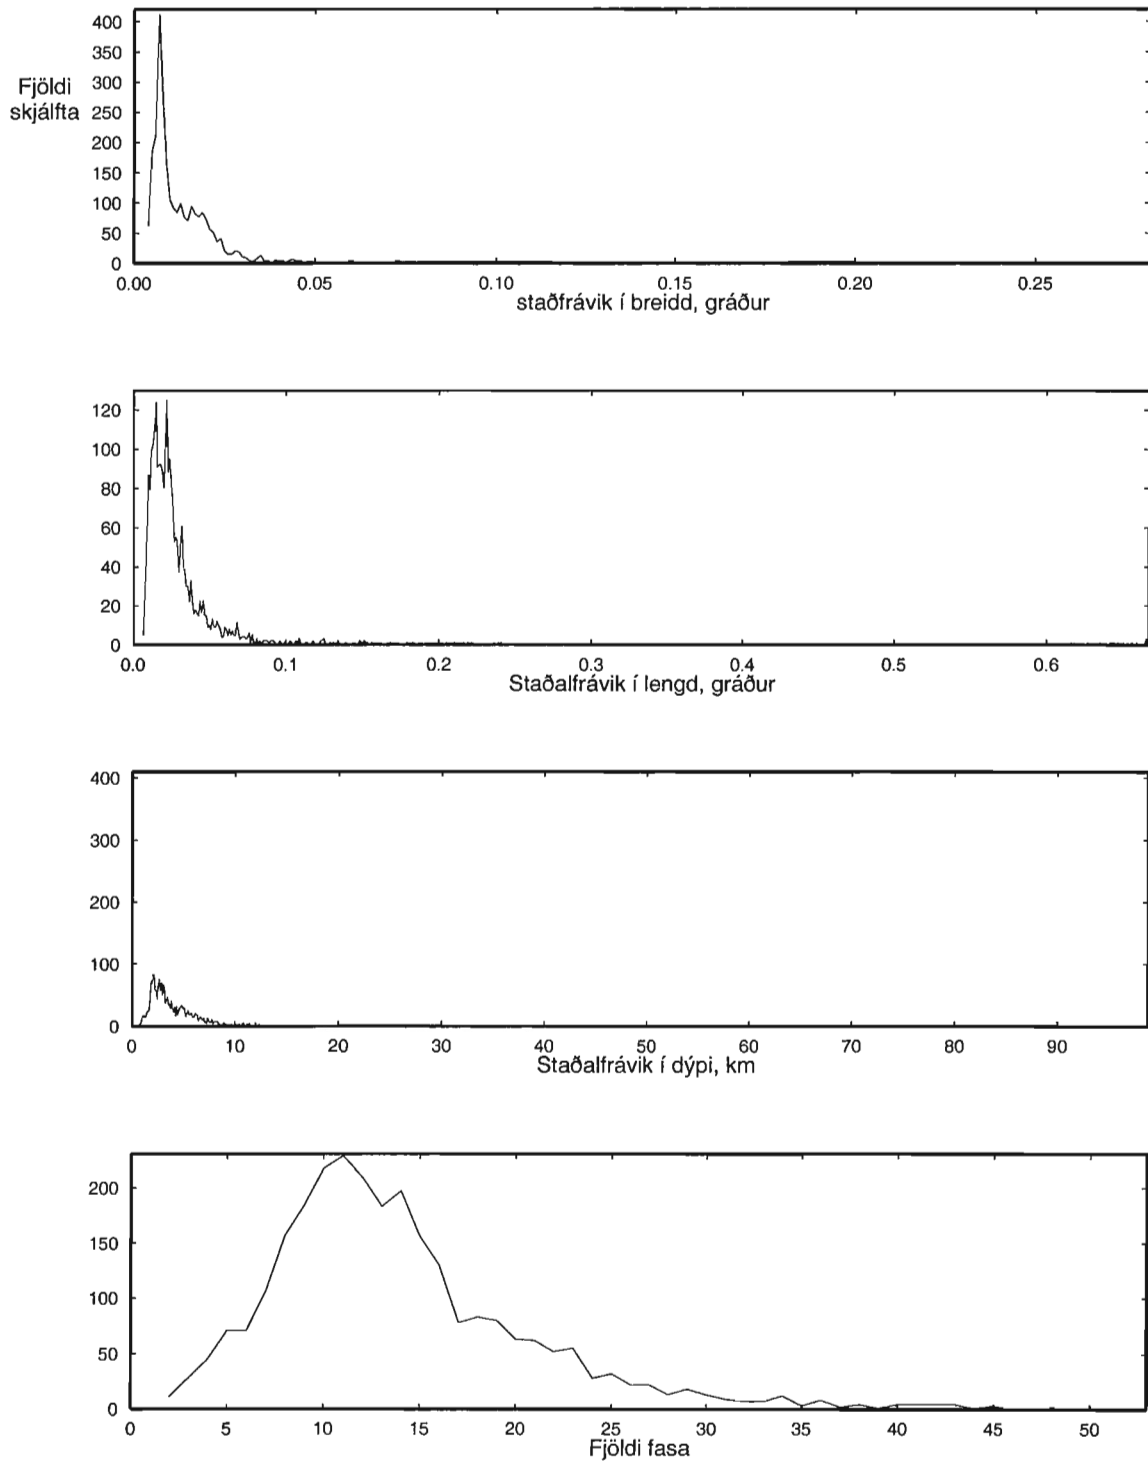 400
350
Fjöldi
skjálfta
300
250
200
150
100
50
0
0.00 0.05 0.10 0.15 0.20 0.25
staðfrávik í breidd, gráður
120
100
80
60
40
20
0
0.0 0.1 0.2 0.3 0.4 0.5 0.6
Staðalfrávik í lengd, gráður
400
300
200
100
0
0 10 20 30 40 50 60 70 80 90
Staðalfrávik í dýpi, km
200
150
100
50
0
0 5 10 15 20 25 30 35 40 45 50
Fjöldi fasa